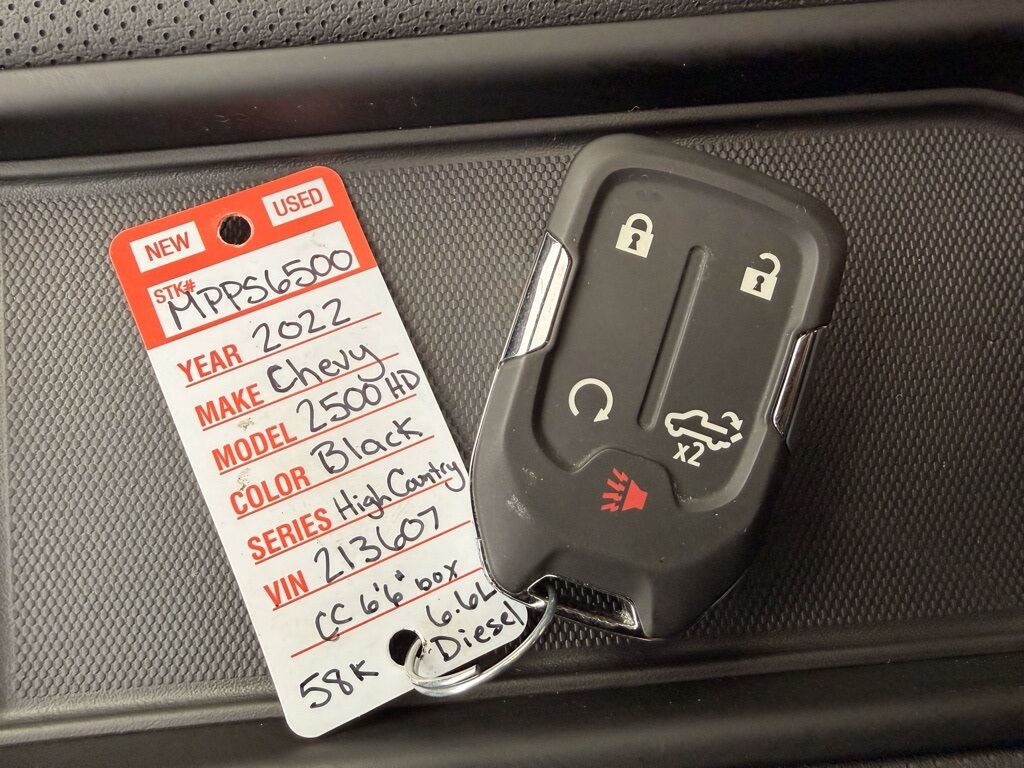 NEW USED
STK# MPPS6500
YEAR 2022
MAKE Chevy
MODEL 2500 HD
COLOR Black
SERIES High Country
VIN 213607
CC 6'6" box
6.6L
58K Diesel
x2